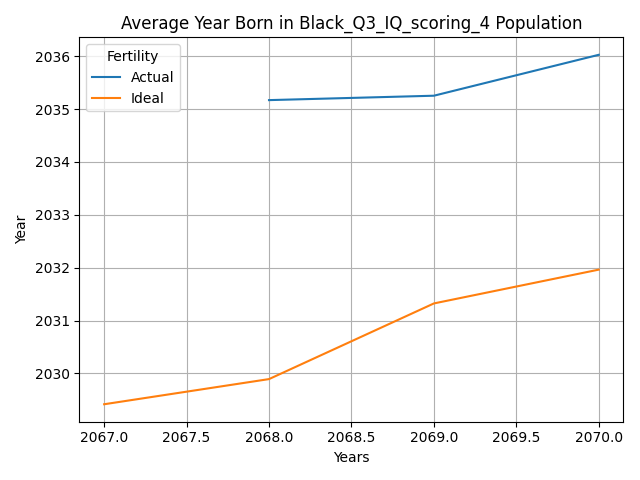 Average Year Born in Black_Q3_IQ_scoring_4 Population
Fertility
Actual
Ideal
2036
2035
2034
2033
2032
2031
2030
Year
2067.0 2067.5 2068.0 2068.5 2069.0 2069.5 2070.0
Years